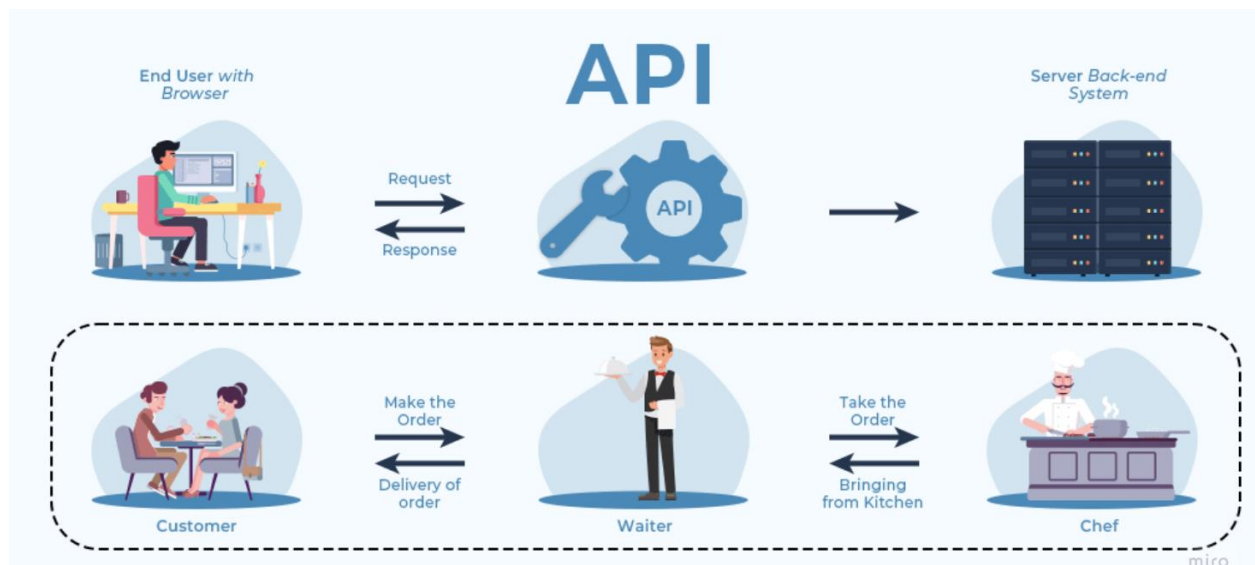 API
End User with
Browser
Server Back-end
System
Request
Response
API
Make the
Order
Delivery of
order
Take the
Order
Bringing
from Kitchen
Customer
Waiter
Chef
miro